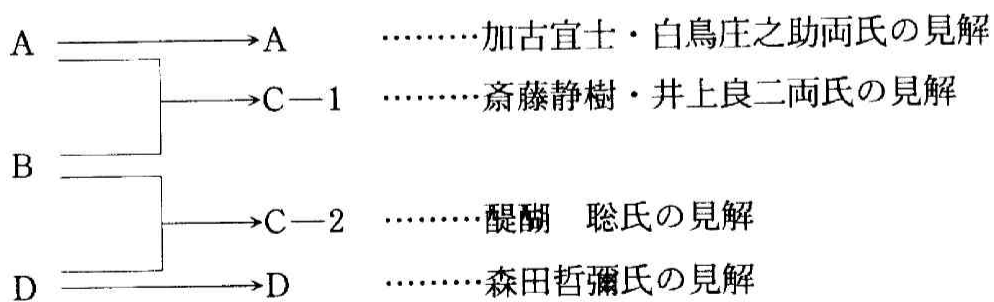 A ⟶ A ………加古宜士・白鳥庄之助両氏の見解
C―1 ………斎藤静樹・井上良二両氏の見解
B
C―2 ………醍醐　聡氏の見解
D ⟶ D ………森田哲彌氏の見解